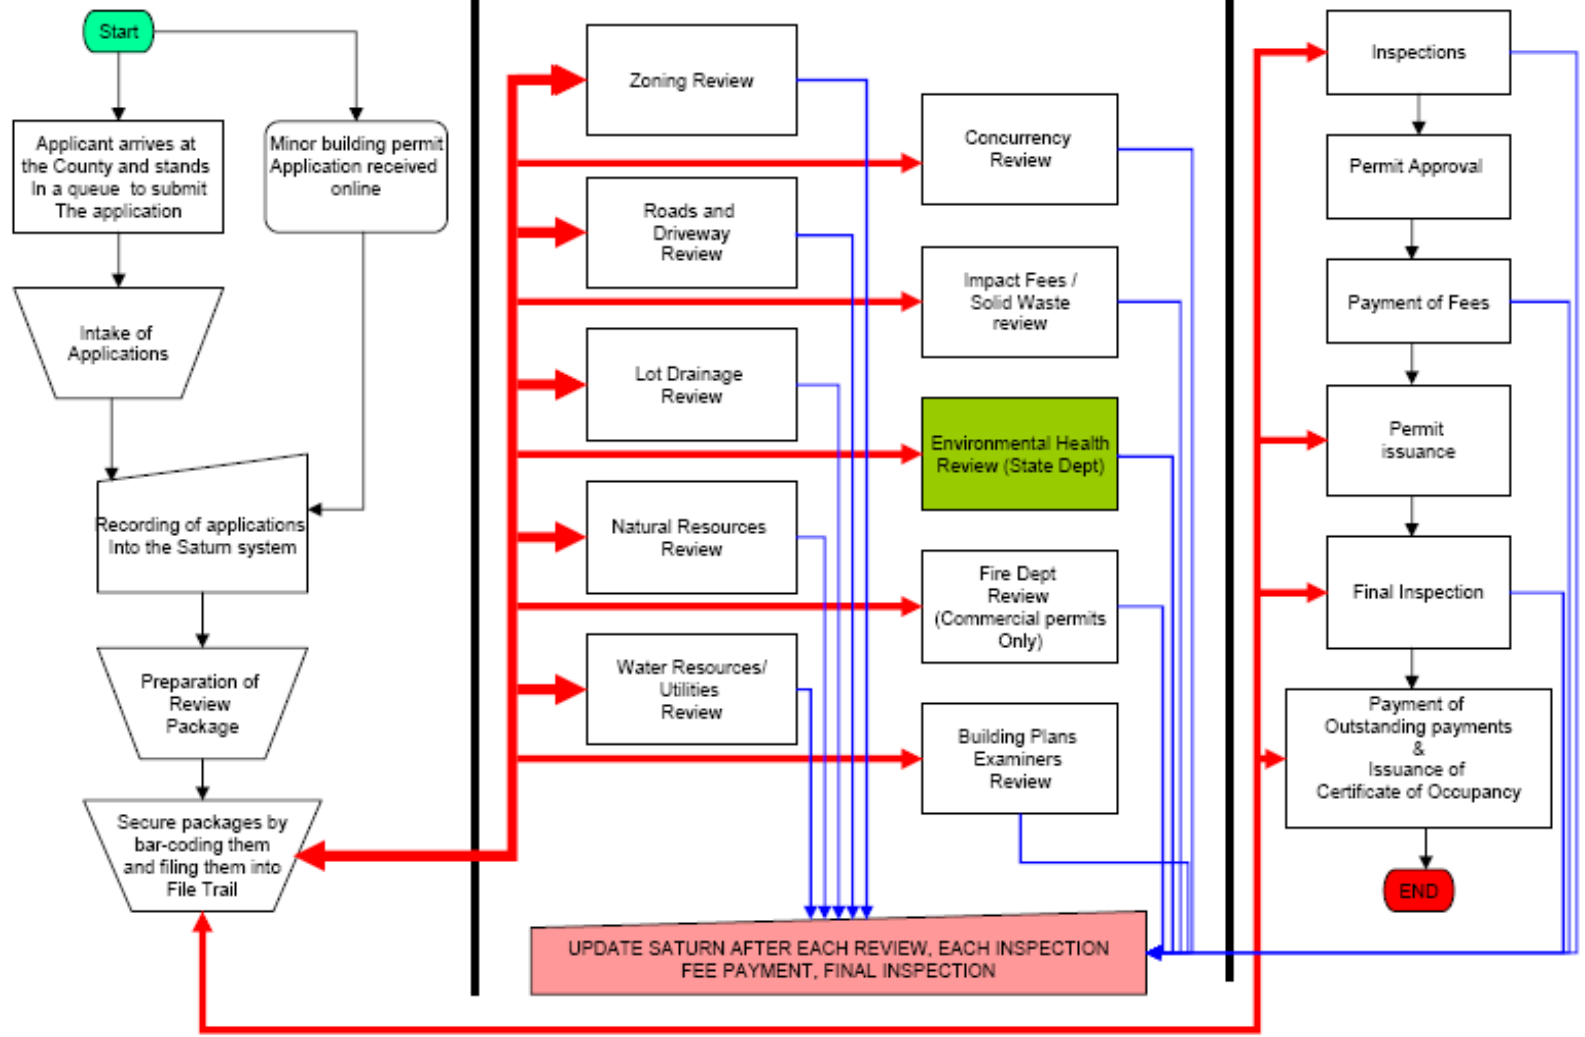 Start
Applicant arrives at
the County and stands
In a queue to submit
The application
Minor building permit
Application received
online
Intake of
Applications
Recording of applications
Into the Saturn system
Preparation of
Review
Package
Secure packages by
bar-coding them
and filing them into
File Trail
Zoning Review
Roads and
Driveway
Review
Lot Drainage
Review
Natural Resources
Review
Water Resources/
Utilities
Review
Concurrency
Review
Impact Fees /
Solid Waste
review
Environmental Health
Review (State Dept)
Fire Dept
Review
(Commercial permits
Only)
Building Plans
Examiners
Review
UPDATE SATURN AFTER EACH REVIEW, EACH INSPECTION
FEE PAYMENT, FINAL INSPECTION
Inspections
Permit Approval
Payment of Fees
Permit
issuance
Final Inspection
Payment of
Outstanding payments
&
Issuance of
Certificate of Occupancy
END